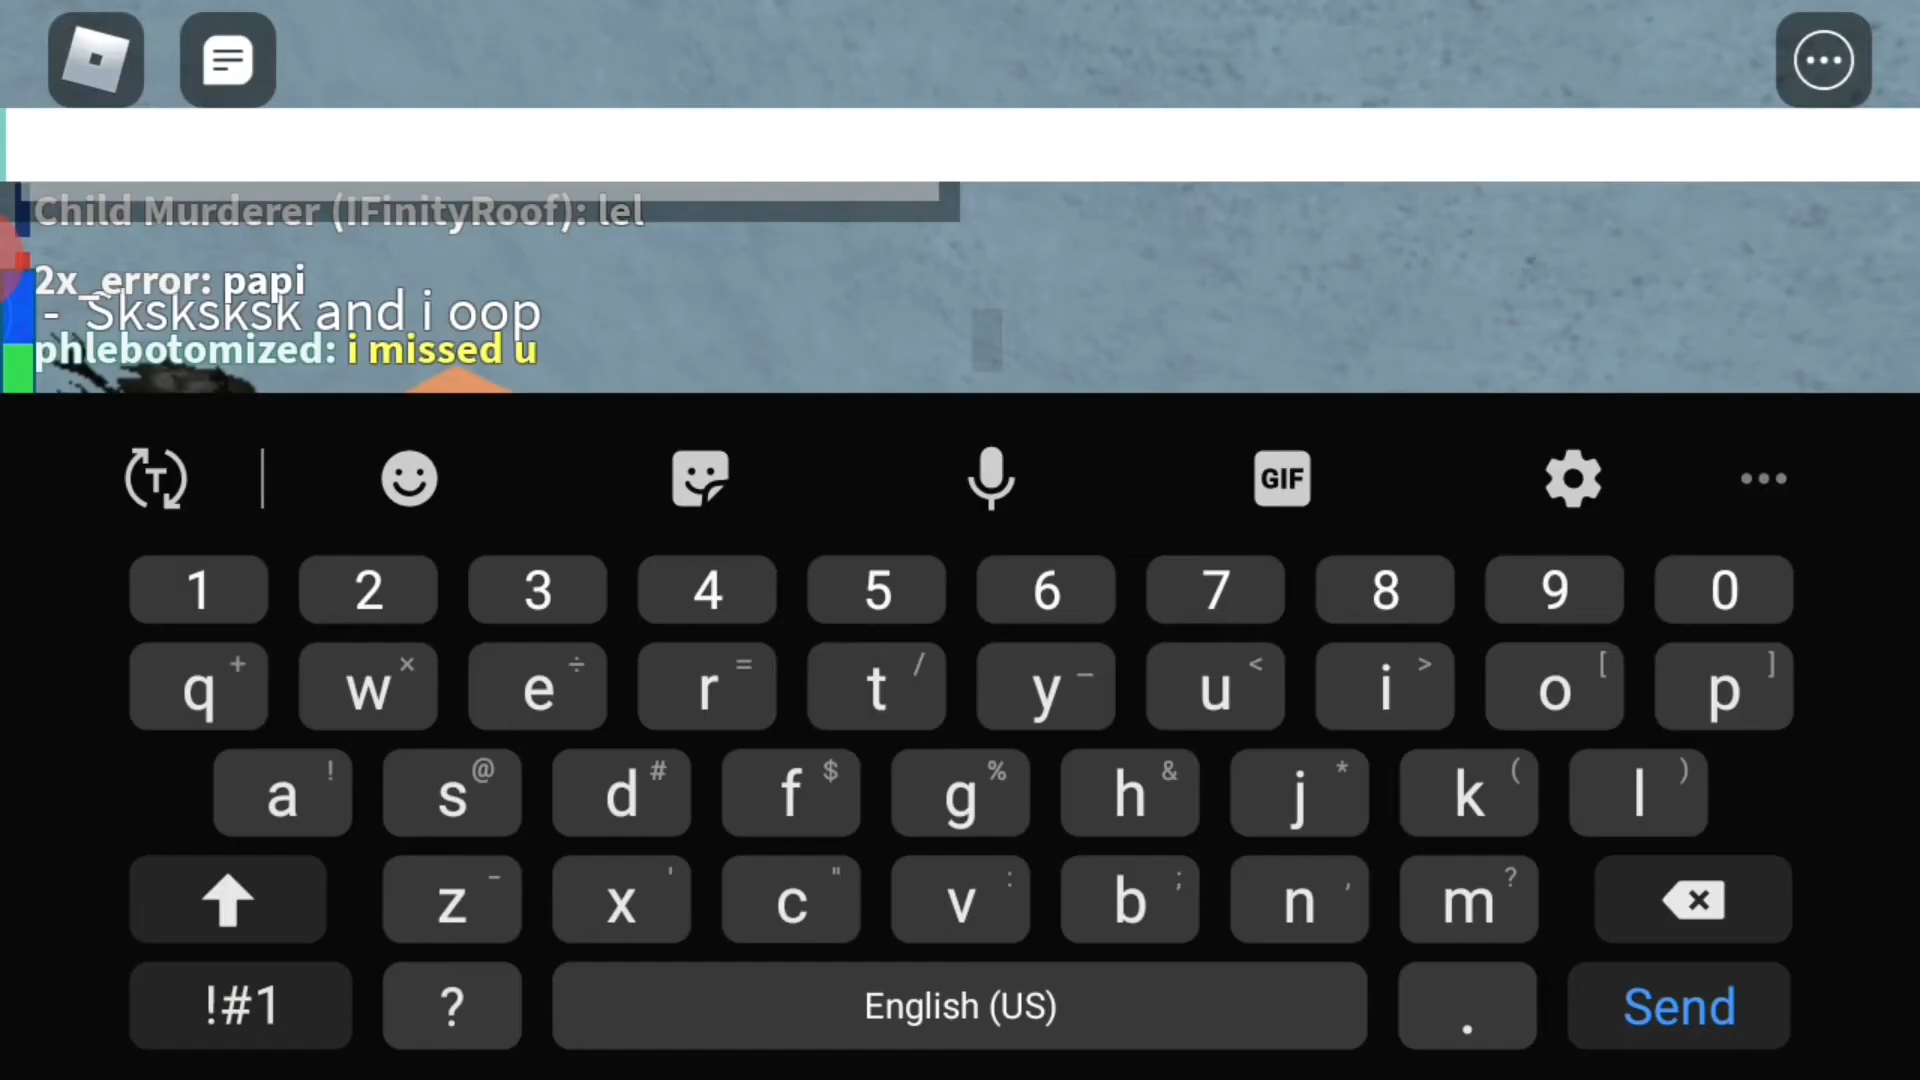 Child Murderer (IFinityRoof): lel
2x_error: papi
- Sksksksk and i oop
phlebotomized: i missed u
T
GIF
1 2 3 4 5 6 7 8 9 0
q + w × e ÷ r = t / y _ u < i > o [ p ]
a ! s @ d # f $ g % h & j * k ( l )
z - x ' c " v : b ; n , m ?
!#1 ? English (US) . Send